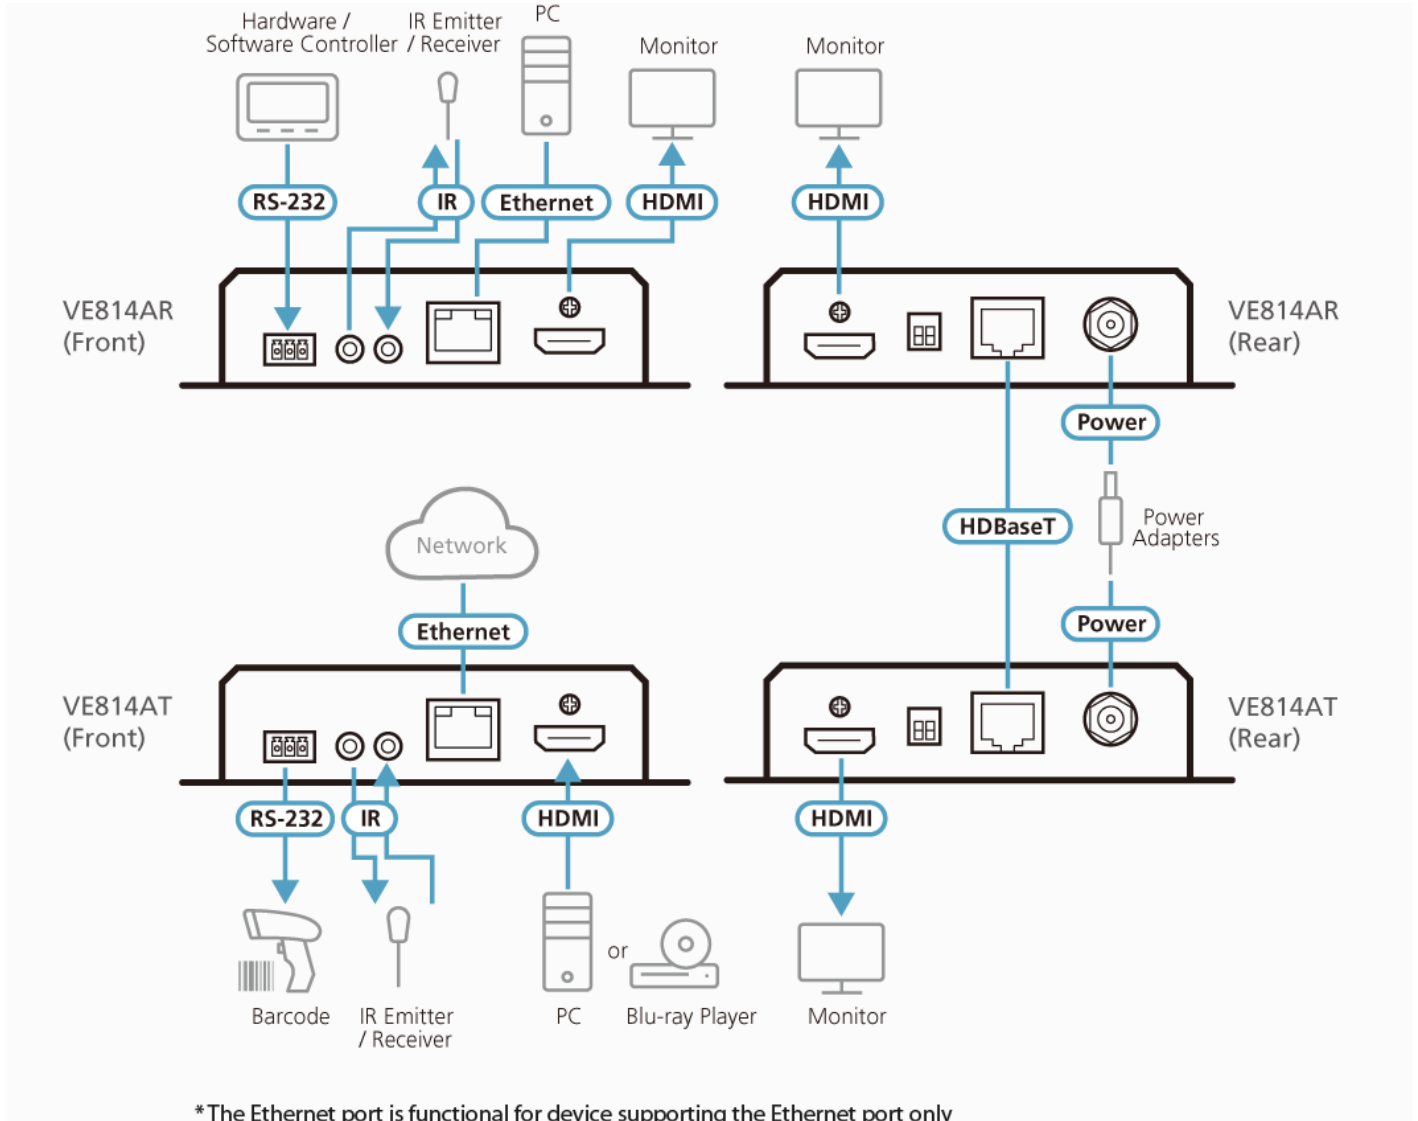 Hardware /
Software Controller
IR Emitter
/ Receiver
PC
Monitor
Monitor
RS-232
IR
Ethernet
HDMI
HDMI
VE814AR
(Front)
VE814AR
(Rear)
Power
Network
HDBaseT
Power
Adapters
Ethernet
Power
VE814AT
(Front)
VE814AT
(Rear)
RS-232
IR
HDMI
HDMI
or
Barcode
IR Emitter
/ Receiver
PC
Blu-ray Player
Monitor
*The Ethernet port is functional for device supporting the Ethernet port only